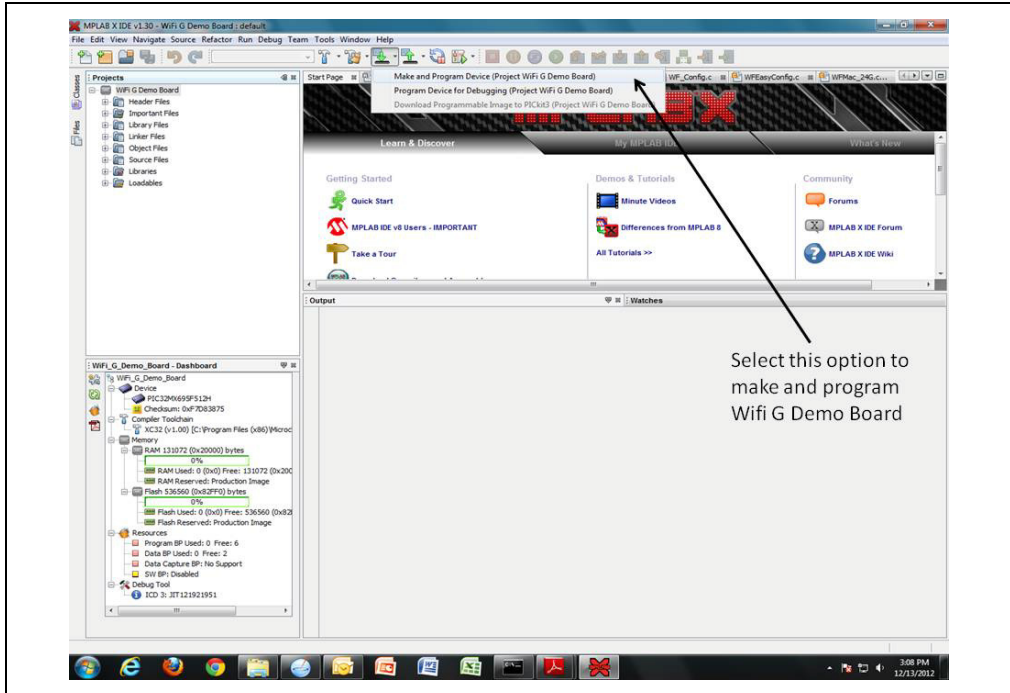 MPLAB X IDE v1.30 - WiFi G Demo Board : default
File Edit View Navigate Source Refactor Run Debug Team Tools Window Help
Projects
Classes
Files
WiFi G Demo Board
Header Files
Important Files
Library Files
Linker Files
Object Files
Source Files
Libraries
Loadables
Start Page
WF_Config.c
WFEasyConfig.c
WFMac_24G.c...
Make and Program Device (Project WiFi G Demo Board)
Program Device for Debugging (Project WiFi G Demo Board)
Download Programmable Image to PICkit3 (Project WiFi G Demo Board)
Learn & Discover
My MPLAB IDE
What's New
Getting Started
Demos & Tutorials
Community
Quick Start
Minute Videos
Forums
MPLAB IDE v8 Users - IMPORTANT
Differences from MPLAB 8
MPLAB X IDE Forum
Take a Tour
All Tutorials >>
MPLAB X IDE Wiki
Output
Watches
Select this option to
make and program
Wifi G Demo Board
WiFi_G_Demo_Board - Dashboard
WiFi_G_Demo_Board
Device
PIC32MX695F512H
Checksum: 0xF7D83875
Compiler Toolchain
XC32 (v1.00) [C:\Program Files (x86)\Microc
Memory
RAM 131072 (0x20000) bytes
0%
RAM Used: 0 (0x0) Free: 131072 (0x200
RAM Reserved: Production Image
Flash 536560 (0x82FF0) bytes
0%
Flash Used: 0 (0x0) Free: 536560 (0x82F
Flash Reserved: Production Image
Resources
Program BP Used: 0 Free: 6
Data BP Used: 0 Free: 2
Data Capture BP: No Support
SW BP: Disabled
Debug Tool
ICD 3: JIT121921951
3:08 PM
12/13/2012